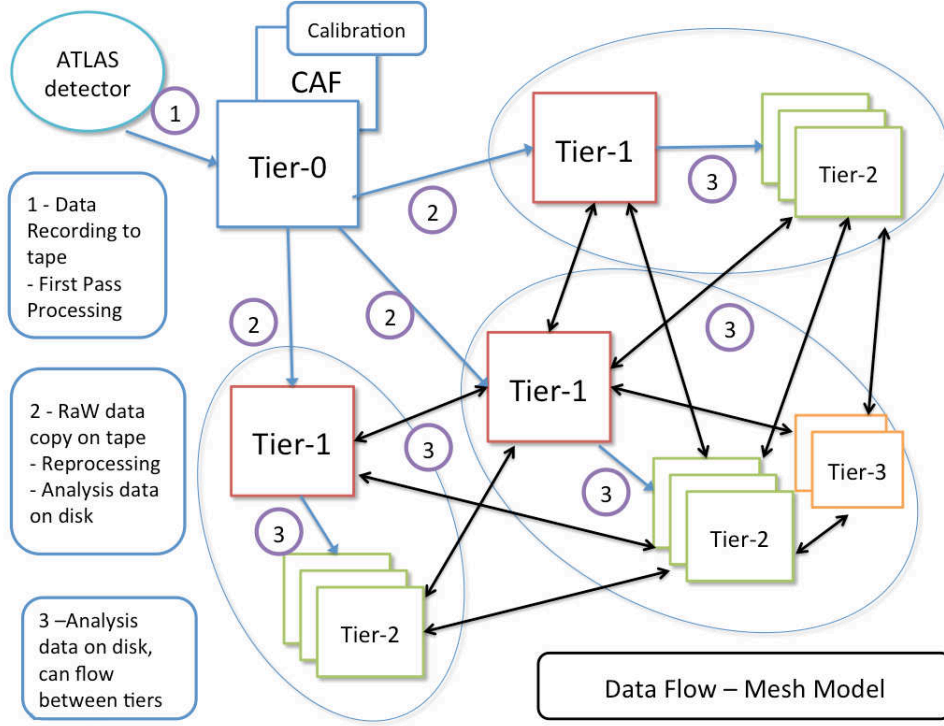 ATLAS
detector
1
Calibration
CAF
Tier-0
2
Tier-1
3
Tier-2
1 - Data
Recording to
tape
- First Pass
Processing
2
2
3
Tier-1
2 - RaW data
copy on tape
- Reprocessing
- Analysis data
on disk
Tier-1
3
3
Tier-3
Tier-2
3
Tier-2
3 –Analysis
data on disk,
can flow
between tiers
Data Flow – Mesh Model